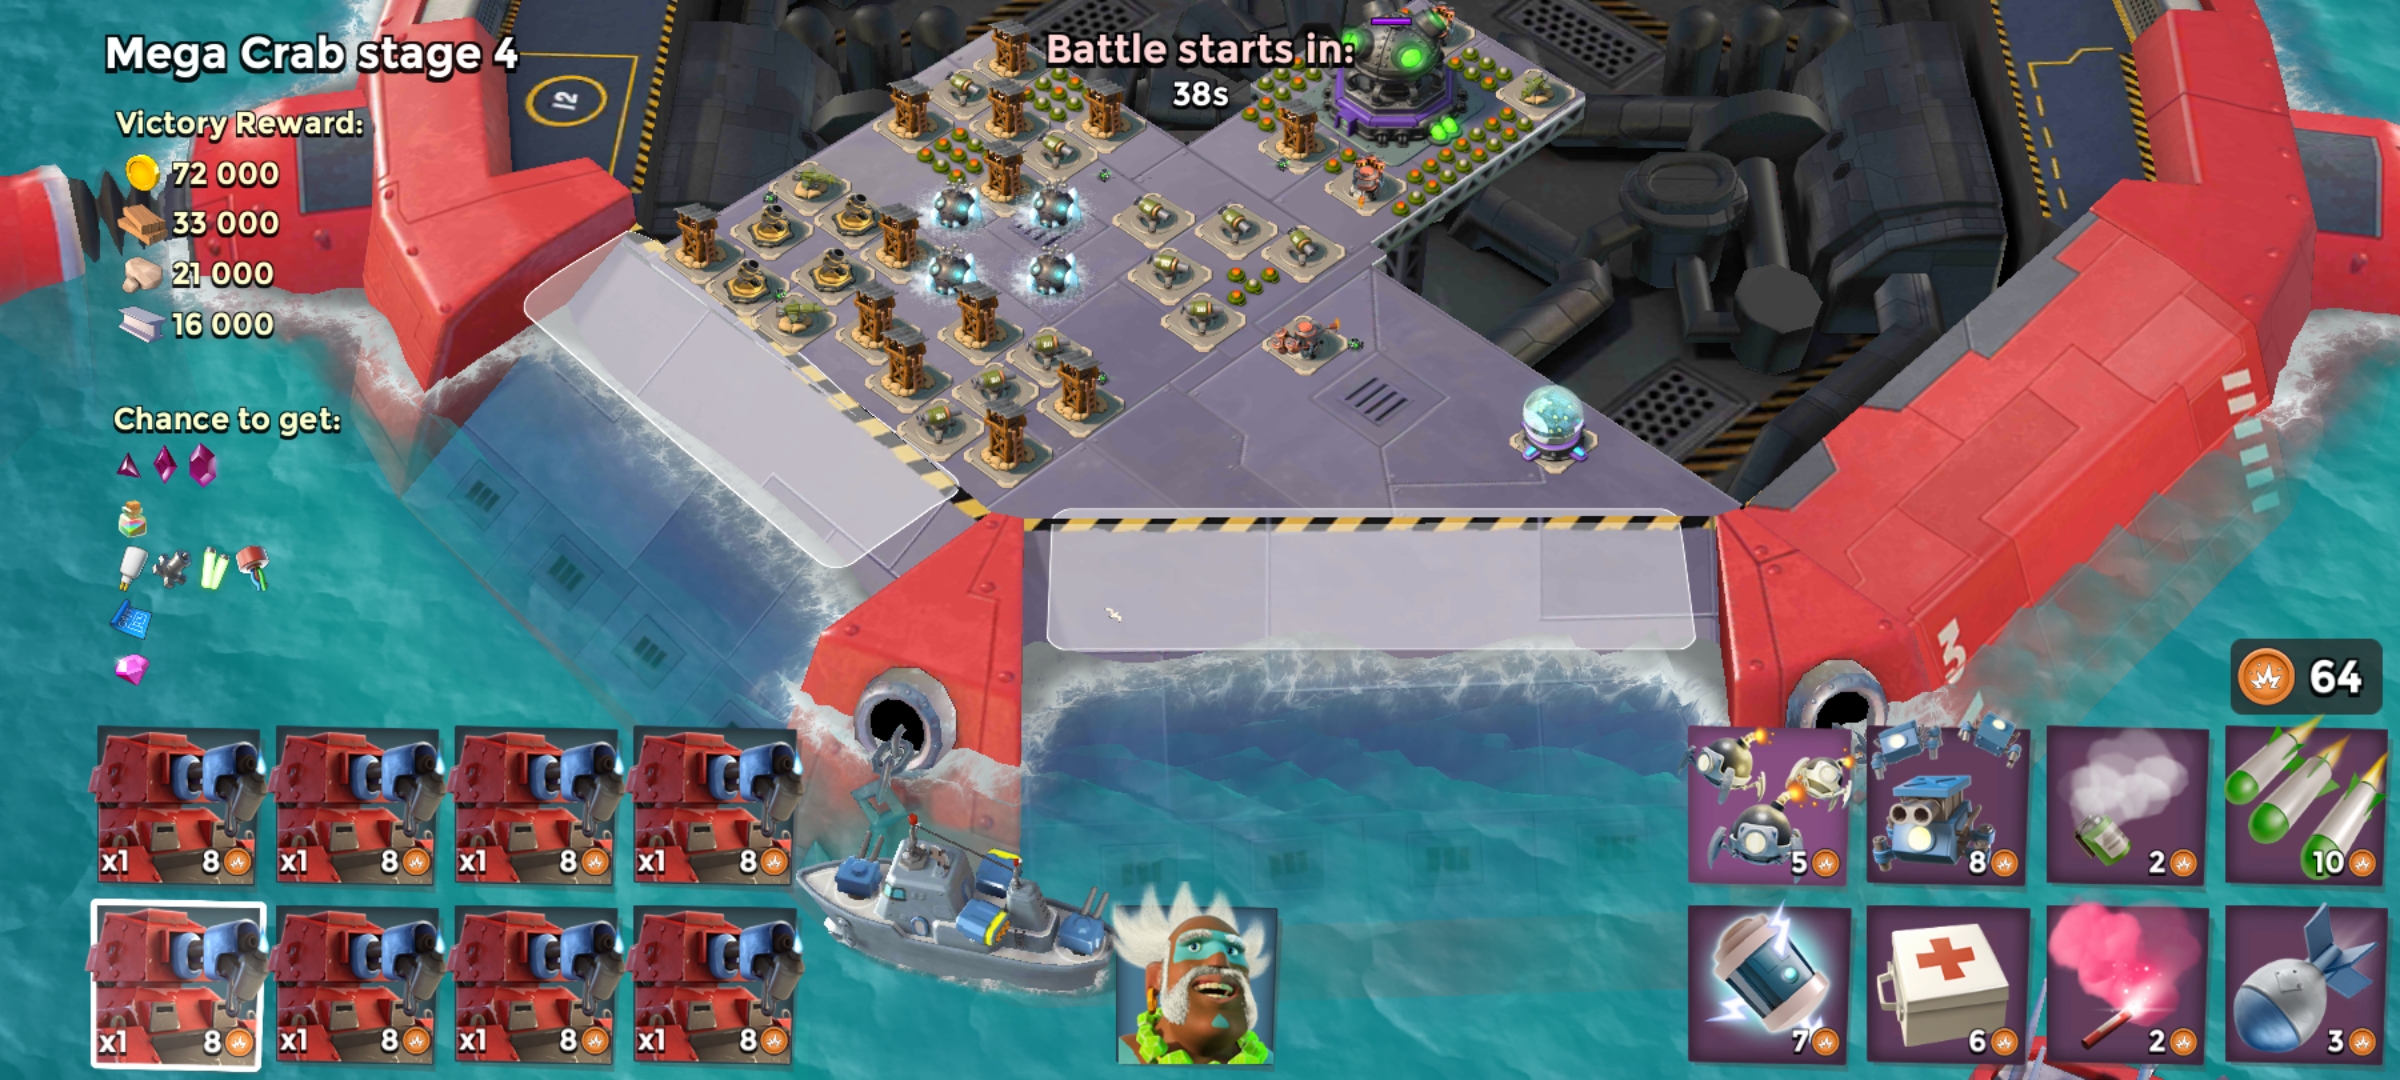 Mega Crab stage 4
Battle starts in:
38s
12
Victory Reward:
72 000
33 000
21 000
16 000
Chance to get:
3
64
x1 8
x1 8
x1 8
x1 8
5
8
2
10
x1 8
x1 8
x1 8
x1 8
7
6
2
3